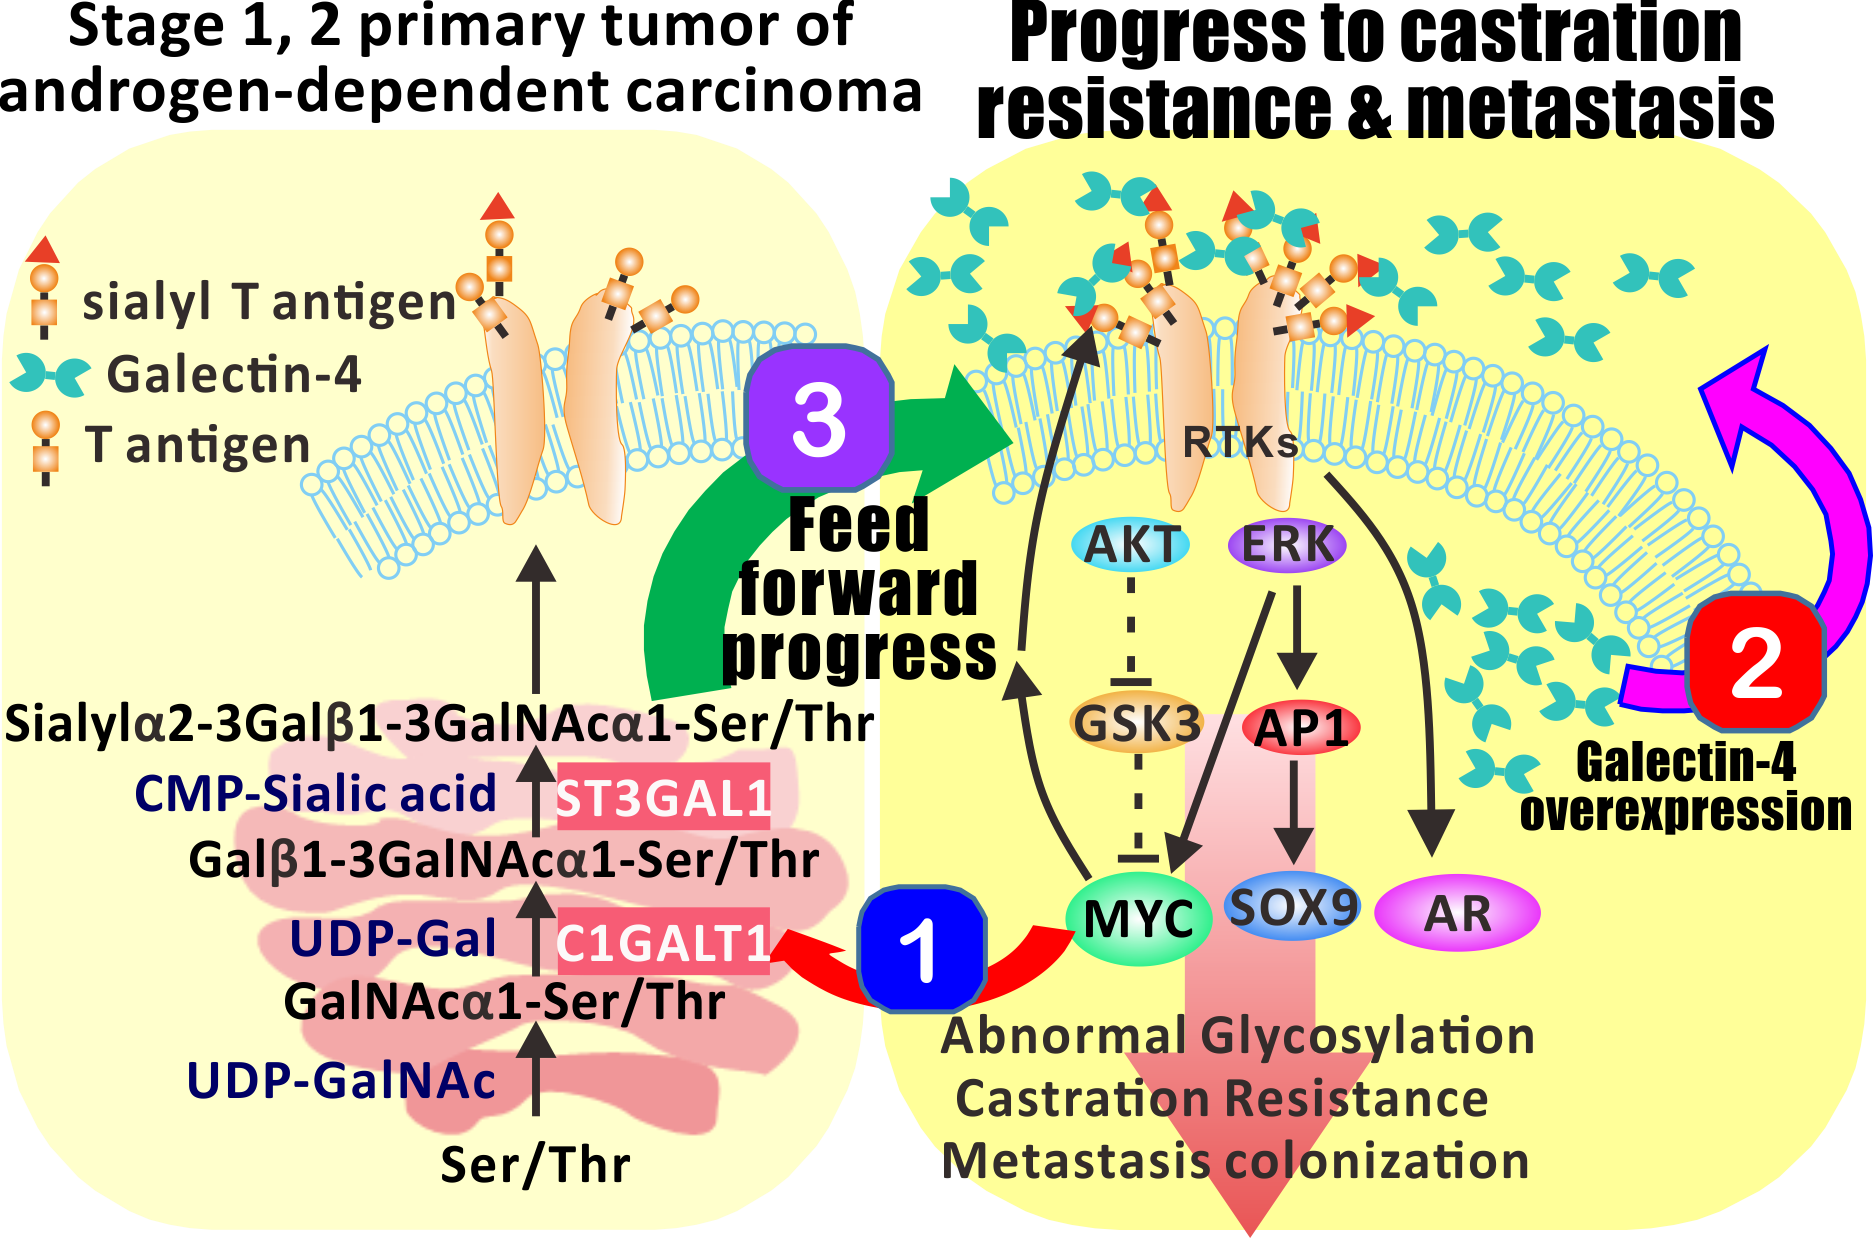 Stage 1, 2 primary tumor of
androgen-dependent carcinoma
Progress to castration
resistance & metastasis
sialyl T antigen
Galectin-4
T antigen
3
Feed
forward
progress
RTKs
AKT
ERK
GSK3
AP1
MYC
SOX9
AR
2
Galectin-4
overexpression
Sialylα2-3Galβ1-3GalNAcα1-Ser/Thr
CMP-Sialic acid
ST3GAL1
Galβ1-3GalNAcα1-Ser/Thr
UDP-Gal
C1GALT1
1
GalNAcα1-Ser/Thr
UDP-GalNAc
Ser/Thr
Abnormal Glycosylation
Castration Resistance
Metastasis colonization